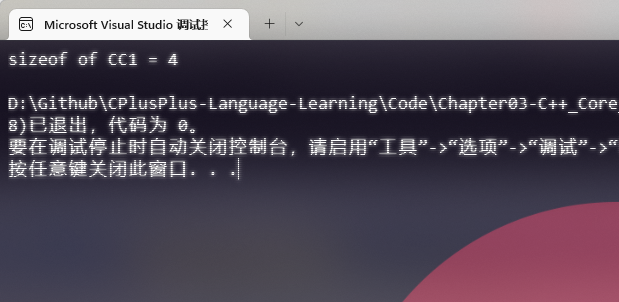 Microsoft Visual Studio 调试
sizeof of CC1 = 4
D:\Github\CPlusPlus-Language-Learning\Code\Chapter03-C++_Core_
8)已退出，代码为 0。
要在调试停止时自动关闭控制台，请启用“工具”->“选项”->“调试”->“
按任意键关闭此窗口. . .